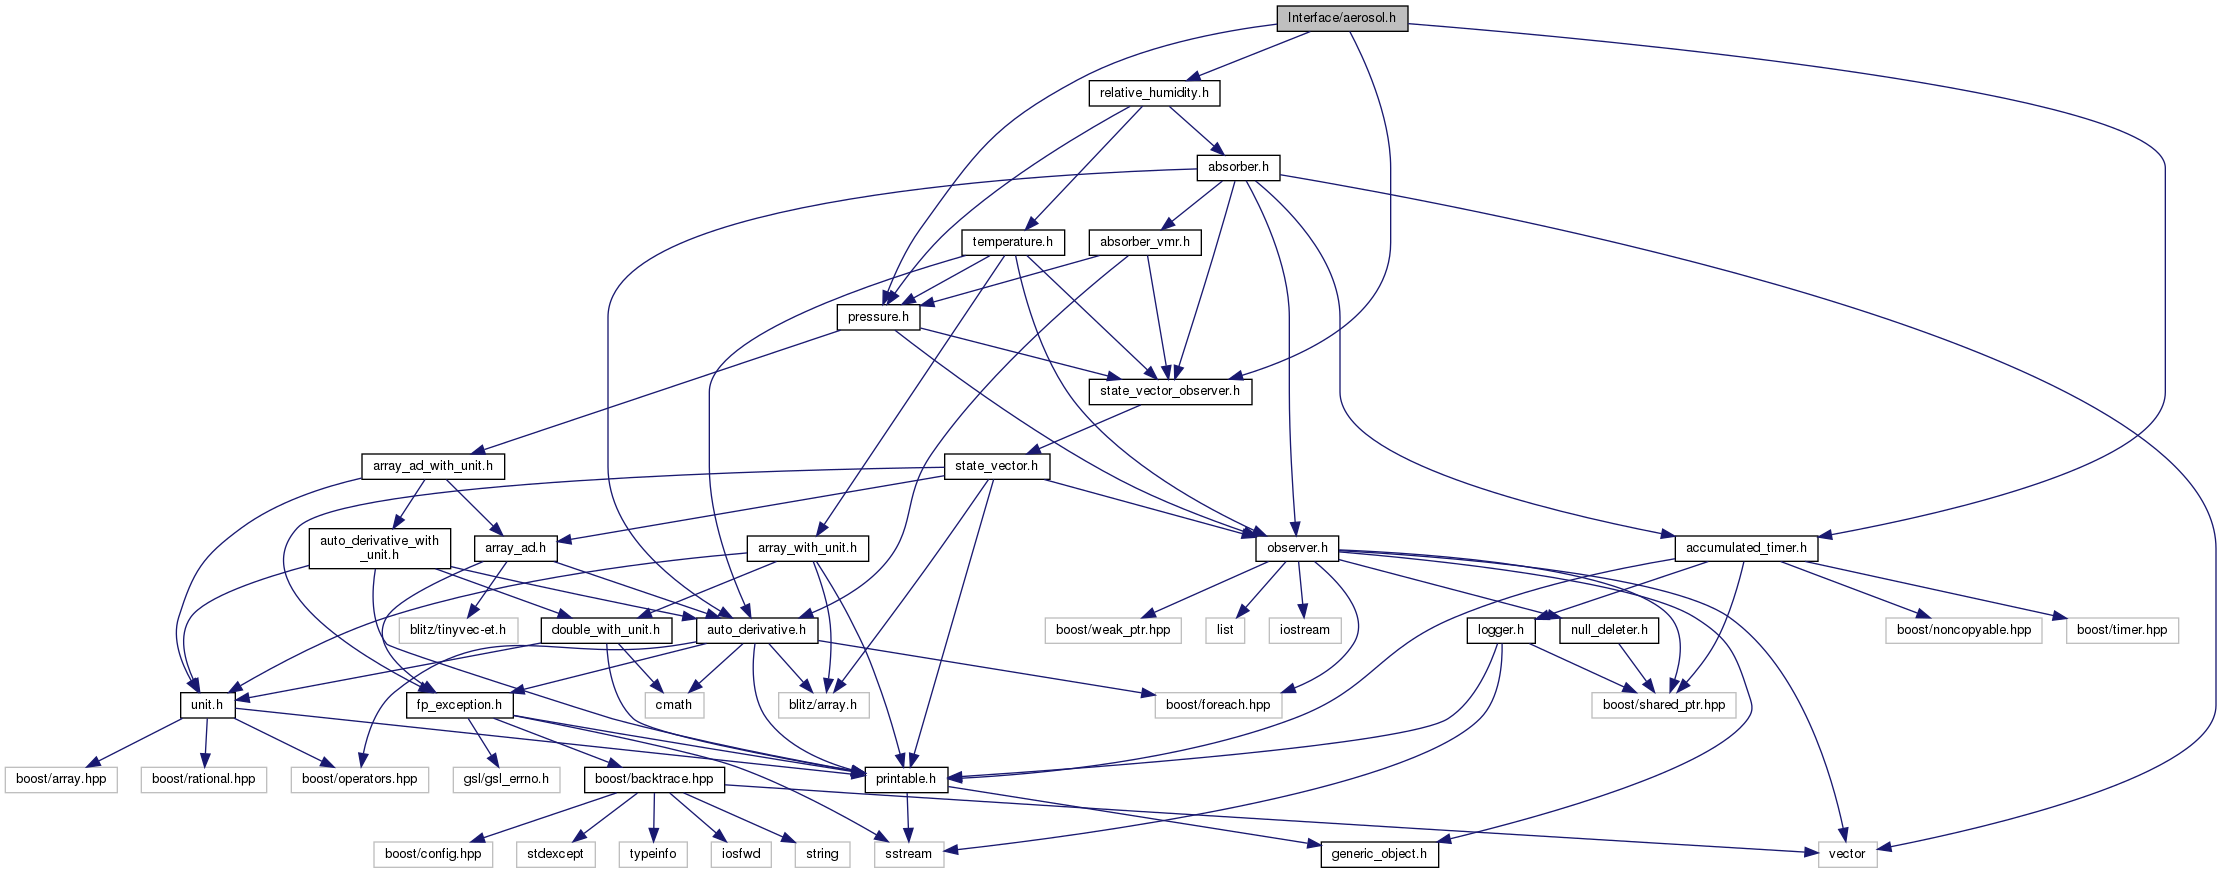 Interface/aerosol.h
relative_humidity.h
absorber.h
temperature.h
absorber_vmr.h
pressure.h
state_vector_observer.h
array_ad_with_unit.h
state_vector.h
auto_derivative_with
_unit.h
array_ad.h
array_with_unit.h
observer.h
accumulated_timer.h
blitz/tinyvec-et.h
double_with_unit.h
auto_derivative.h
boost/weak_ptr.hpp
list
iostream
logger.h
null_deleter.h
boost/noncopyable.hpp
boost/timer.hpp
unit.h
fp_exception.h
cmath
blitz/array.h
boost/foreach.hpp
boost/shared_ptr.hpp
boost/array.hpp
boost/rational.hpp
boost/operators.hpp
gsl/gsl_errno.h
boost/backtrace.hpp
printable.h
boost/config.hpp
stdexcept
typeinfo
iosfwd
string
sstream
generic_object.h
vector